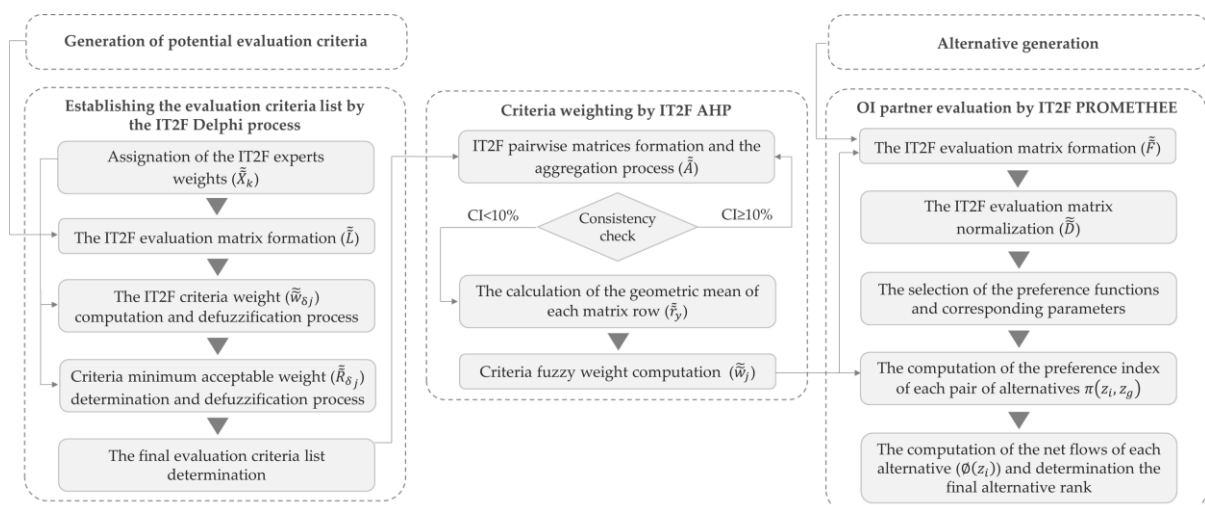 Generation of potential evaluation criteria
Establishing the evaluation criteria list by
the IT2F Delphi process
Assignation of the IT2F experts
weights (X̃̃ₖ)
The IT2F evaluation matrix formation (L̃̃)
The IT2F criteria weight (w̃̃_δj)
computation and defuzzification process
Criteria minimum acceptable weight (R̃̃_δj)
determination and defuzzification process
The final evaluation criteria list
determination
Criteria weighting by IT2F AHP
IT2F pairwise matrices formation and the
aggregation process (Ã̃)
CI<10%
Consistency
check
CI≥10%
The calculation of the geometric mean of
each matrix row (r̃̃_y)
Criteria fuzzy weight computation (w̃̃_j)
Alternative generation
OI partner evaluation by IT2F PROMETHEE
The IT2F evaluation matrix formation (F̃̃)
The IT2F evaluation matrix
normalization (D̃̃)
The selection of the preference functions
and corresponding parameters
The computation of the preference index
of each pair of alternatives π(z_i, z_g)
The computation of the net flows of each
alternative (∅(z_i)) and determination the
final alternative rank